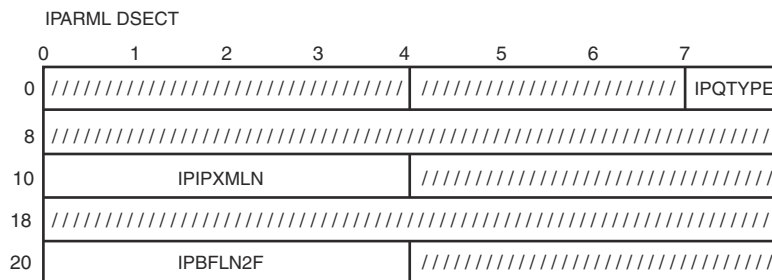 IPARML DSECT
0 1 2 3 4 5 6 7
0 //////////////////////////////// /////////////////////// IPQTYPE
8 ////////////////////////////////////////////////////////////////
10 IPIPXMLN ////////////////////////////////
18 ////////////////////////////////////////////////////////////////
20 IPBFLN2F ////////////////////////////////